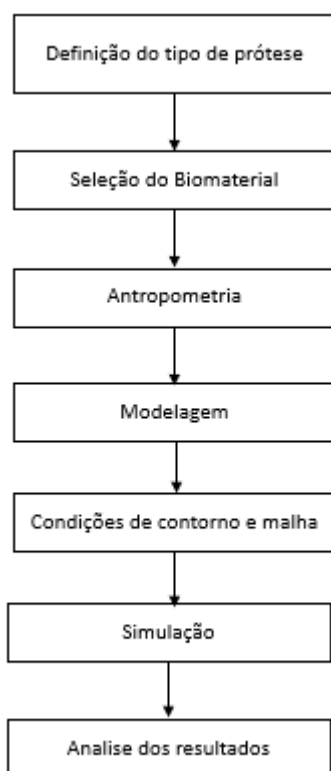 Definição do tipo de prótese
Seleção do Biomaterial
Antropometria
Modelagem
Condições de contorno e malha
Simulação
Analise dos resultados